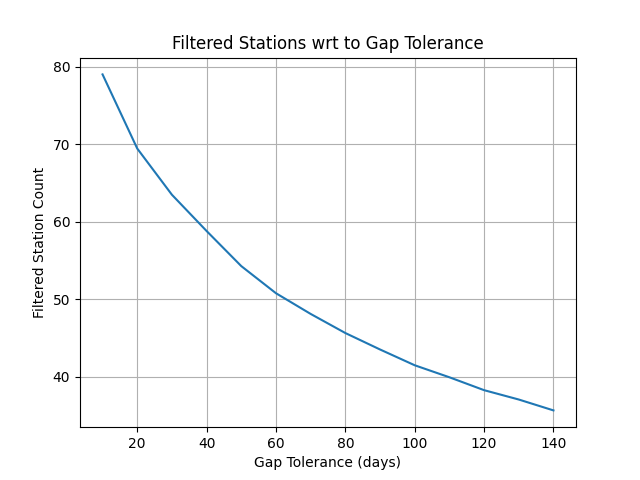 Filtered Stations wrt to Gap Tolerance
80
70
60
50
40
Filtered Station Count
20 40 60 80 100 120 140
Gap Tolerance (days)